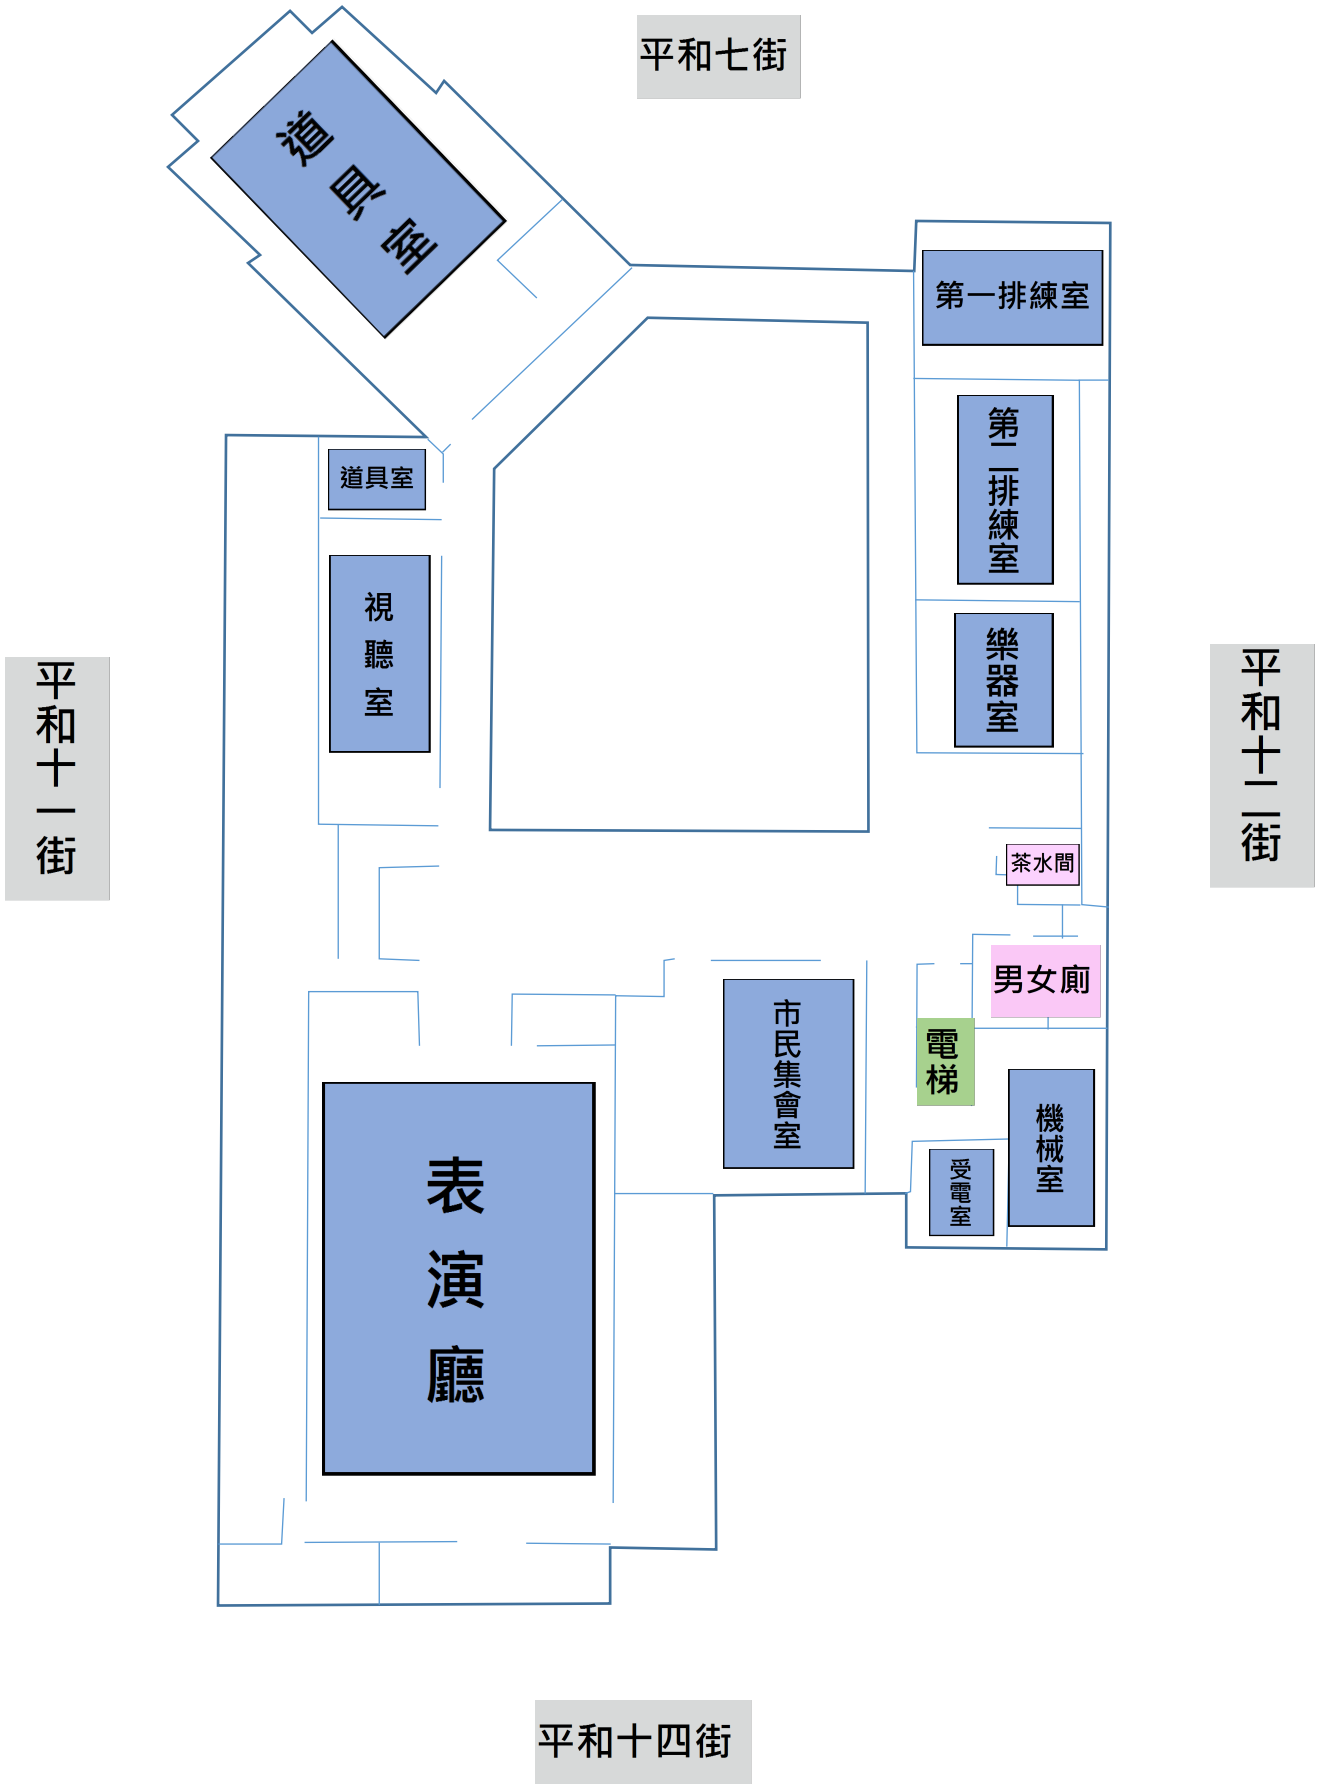 平和七街
道具室
第一排練室
第二排練室
道具室
視聽室
樂器室
平和十一街
平和十二街
茶水間
男女廁
市民集會室
電梯
機械室
受電室
表演廳
平和十四街